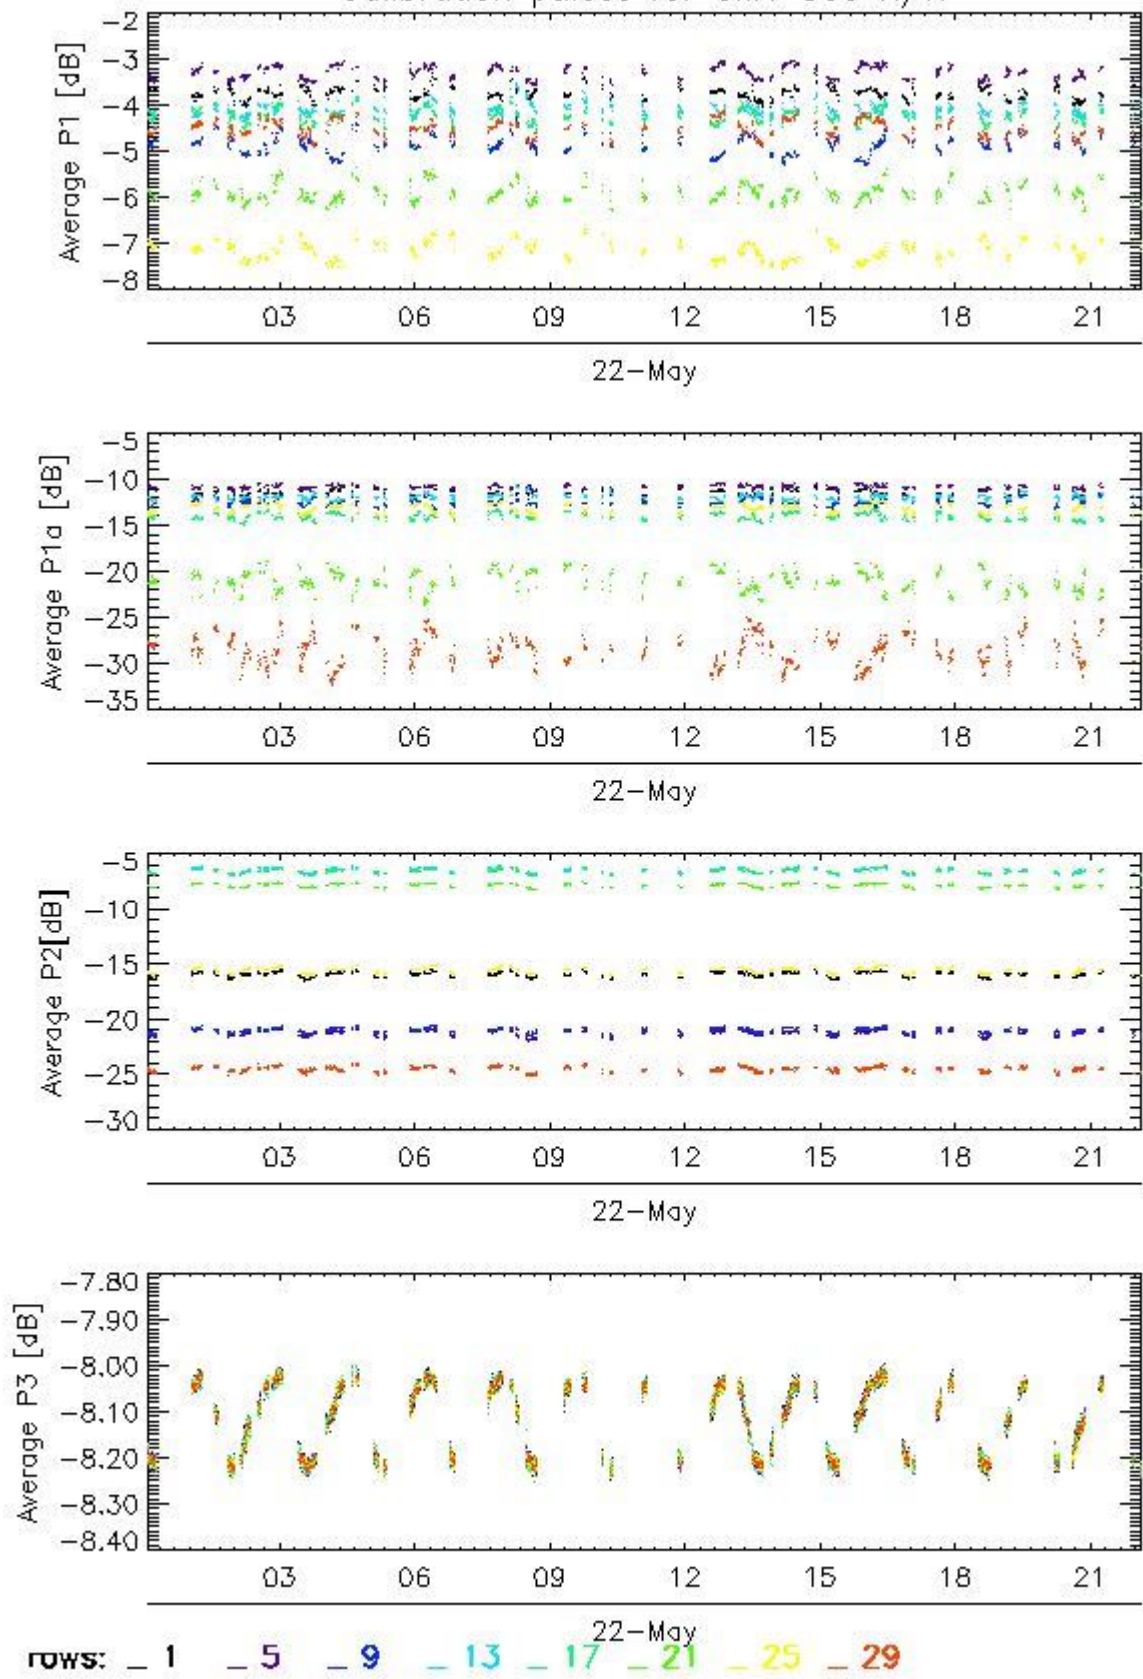 Average P1 [dB]
-2
-3
-4
-5
-6
-7
-8
03 06 09 12 15 18 21
22-May
Average P1a [dB]
-5
-10
-15
-20
-25
-30
-35
03 06 09 12 15 18 21
22-May
Average P2[dB]
-5
-10
-15
-20
-25
-30
03 06 09 12 15 18 21
22-May
Average P3 [dB]
-7.80
-7.90
-8.00
-8.10
-8.20
-8.30
-8.40
03 06 09 12 15 18 21
22-May
rows: _ 1 _ 5 _ 9 _ 13 _ 17 _ 21 _ 25 _ 29